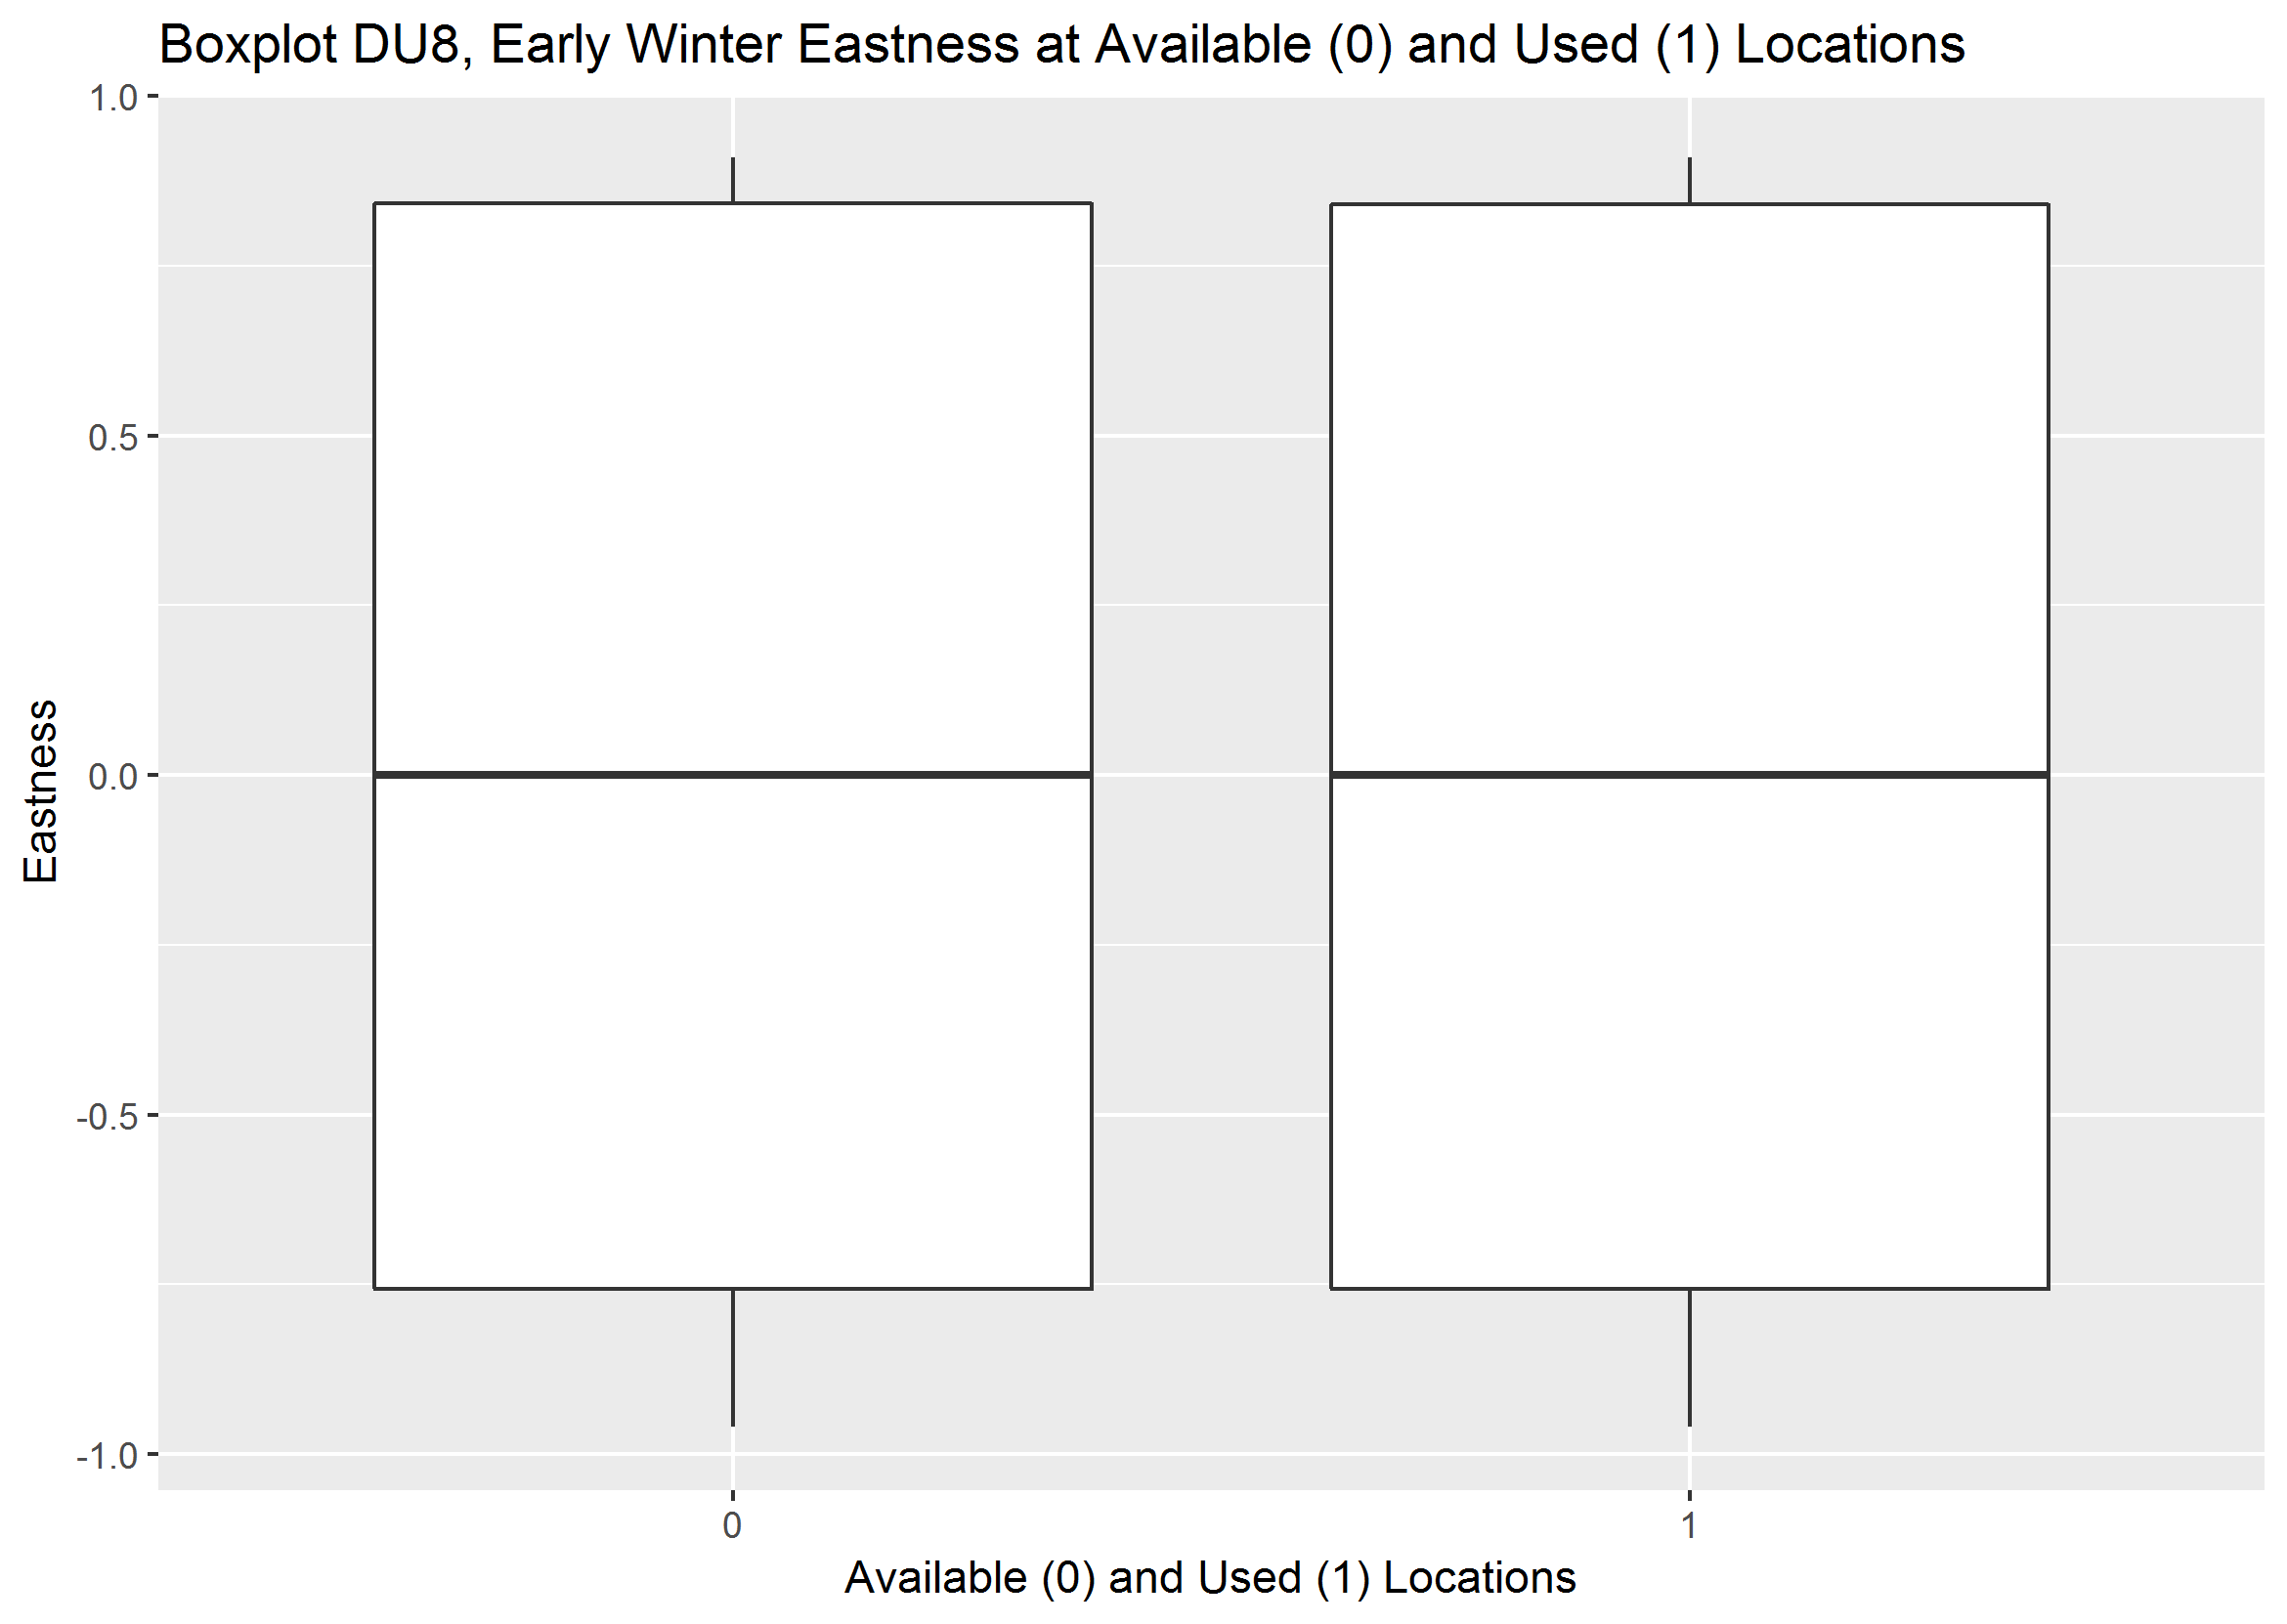 Boxplot DU8, Early Winter Eastness at Available (0) and Used (1) Locations
1.0
0.5
0.0
-0.5
-1.0
Eastness
0
1
Available (0) and Used (1) Locations